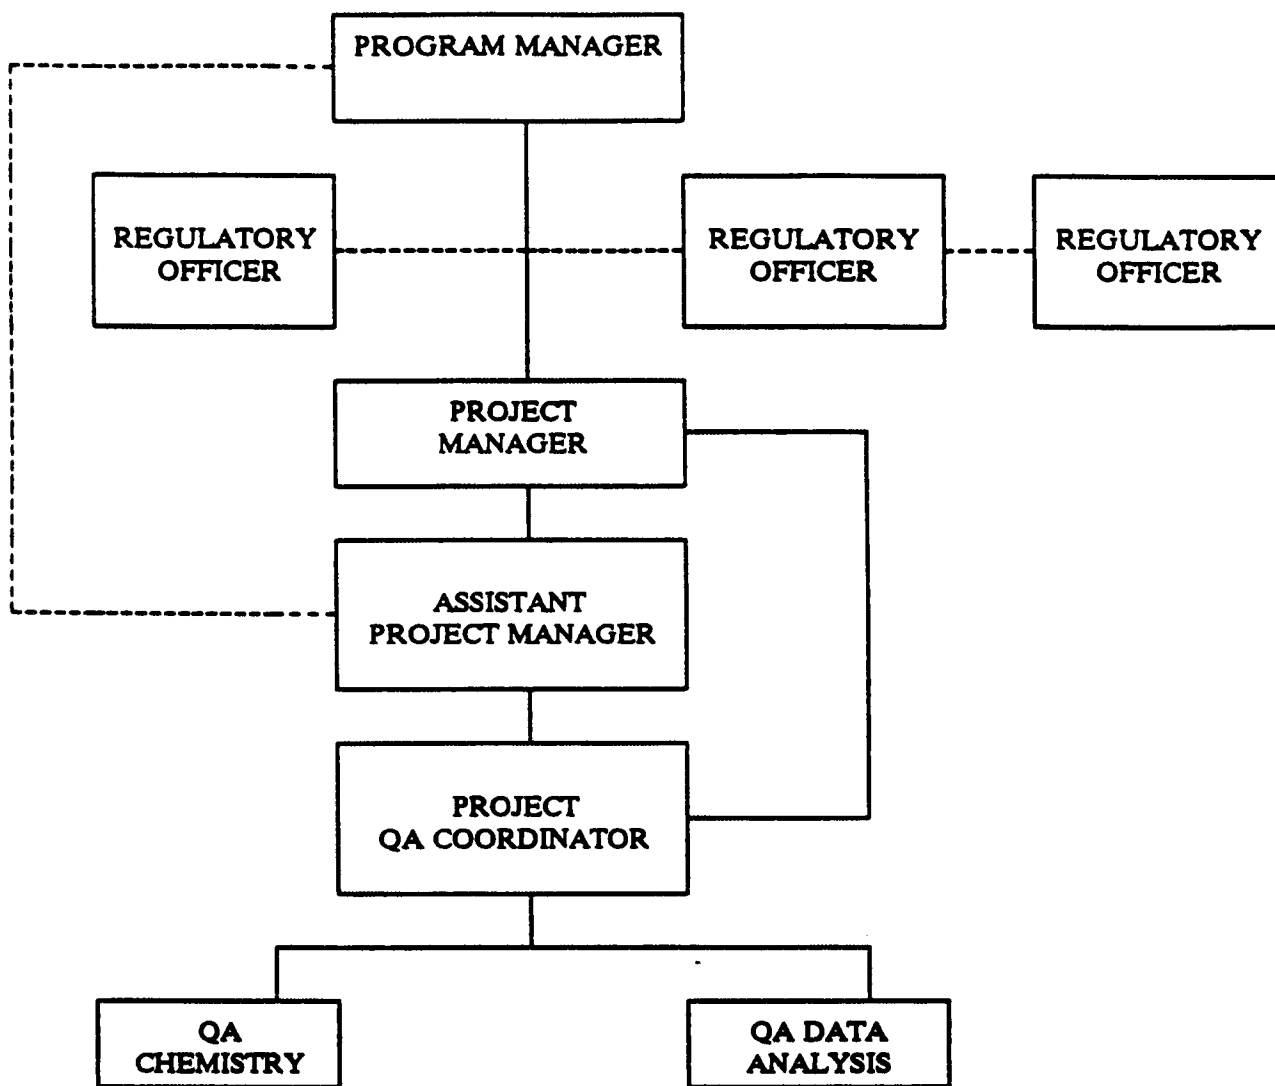 PROGRAM MANAGER
REGULATORY
OFFICER
REGULATORY
OFFICER
REGULATORY
OFFICER
PROJECT
MANAGER
ASSISTANT
PROJECT MANAGER
PROJECT
QA COORDINATOR
QA
CHEMISTRY
QA DATA
ANALYSIS